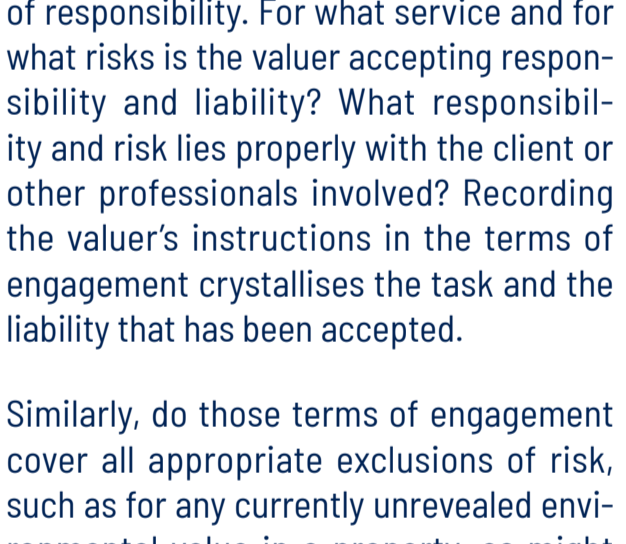 of responsibility. For what service and for
what risks is the valuer accepting respon-
sibility and liability? What responsibil-
ity and risk lies properly with the client or
other professionals involved? Recording
the valuer’s instructions in the terms of
engagement crystallises the task and the
liability that has been accepted.
Similarly, do those terms of engagement
cover all appropriate exclusions of risk,
such as for any currently unrevealed envi-